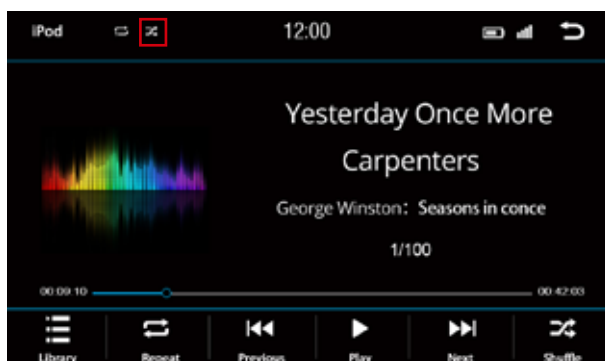 iPod 12:00
Yesterday Once More
Carpenters
George Winston: Seasons in conce
1/100
00:09:10 00:42:03
Library Repeat Previous Play Next Shuffle